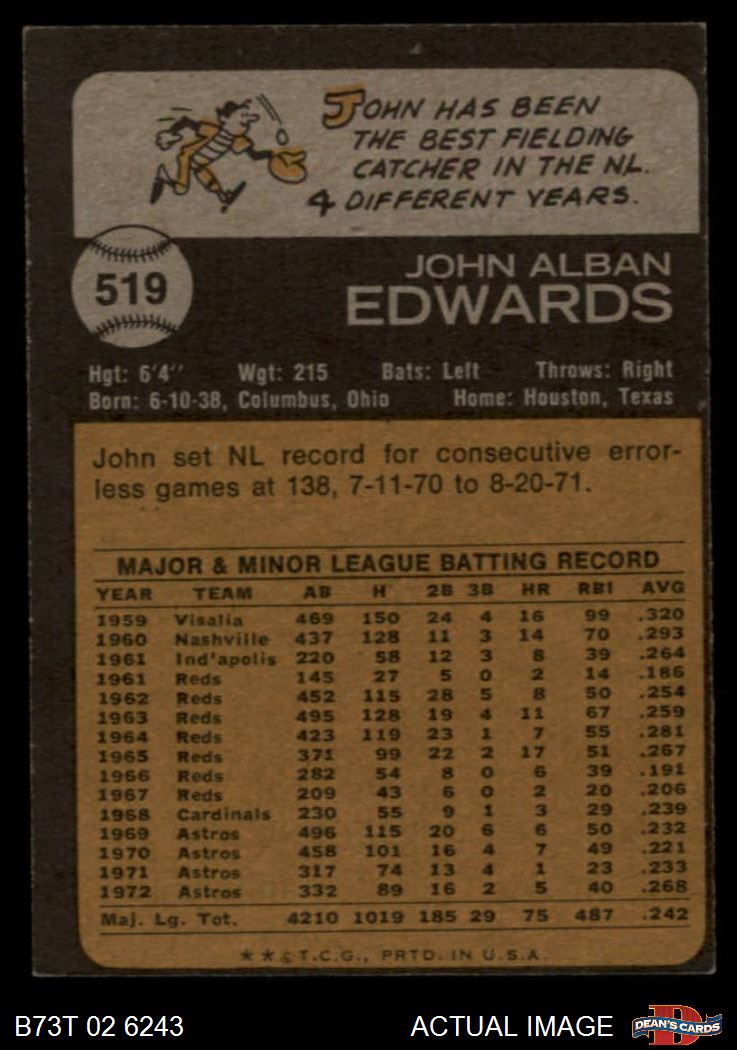 JOHN HAS BEEN
THE BEST FIELDING
CATCHER IN THE NL.
4 DIFFERENT YEARS.
519
JOHN ALBAN
EDWARDS
Hgt: 6'4" Wgt: 215 Bats: Left Throws: Right
Born: 6-10-38, Columbus, Ohio Home: Houston, Texas
John set NL record for consecutive error-
less games at 138, 7-11-70 to 8-20-71.
MAJOR & MINOR LEAGUE BATTING RECORD
YEAR TEAM AB H 2B 3B HR RBI AVG
1959 Visalia 469 150 24 4 16 99 .320
1960 Nashville 437 128 11 3 14 70 .293
1961 Ind'apolis 220 58 12 3 8 39 .264
1961 Reds 145 27 5 0 2 14 .186
1962 Reds 452 115 28 5 8 50 .254
1963 Reds 495 128 19 4 11 67 .259
1964 Reds 423 119 23 1 7 55 .281
1965 Reds 371 99 22 2 17 51 .267
1966 Reds 282 54 8 0 6 39 .191
1967 Reds 209 43 6 0 2 20 .206
1968 Cardinals 230 55 9 1 3 29 .239
1969 Astros 496 115 20 6 6 50 .232
1970 Astros 458 101 16 4 7 49 .221
1971 Astros 317 74 13 4 1 23 .233
1972 Astros 332 89 16 2 5 40 .268
Maj. Lg. Tot. 4210 1019 185 29 75 487 .242
★★© T.C.G., PRTD. IN U.S.A.
B73T 02 6243 ACTUAL IMAGE
D
DEAN'S CARDS